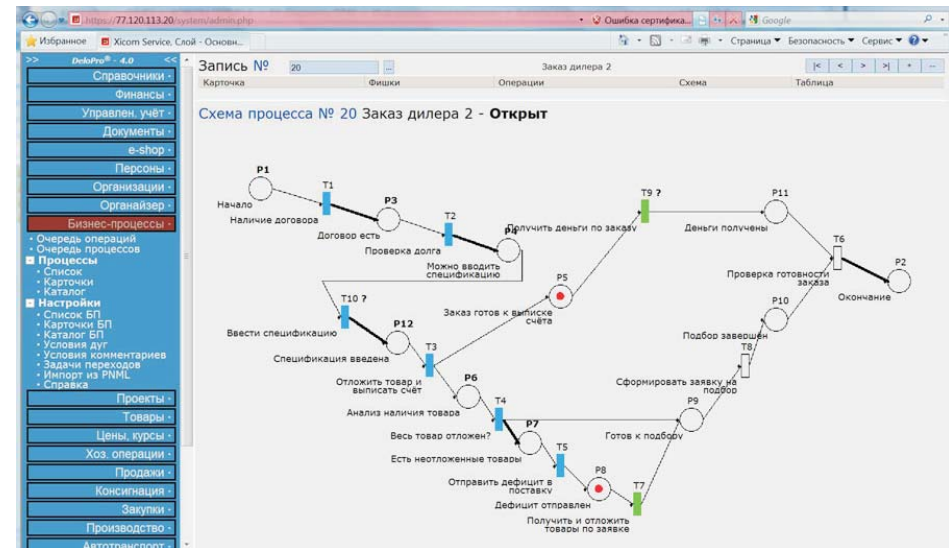 https://77.120.113.20/system/admin.php
Ошибка сертифика...
Google
Избранное
Xicom Service, Слой - Основн...
Страница
Безопасность
Сервис
>> DeloPro® - 4.0 <<
Справочники
Финансы
Управлен. учёт
Документы
e-shop
Персоны
Организации
Органайзер
Бизнес-процессы
Очередь операций
Очередь процессов
Процессы
Список
Карточки
Каталог
Настройки
Список БП
Карточки БП
Каталог БП
Условия дуг
Условия комментариев
Задачи переходов
Импорт из PNML
Справка
Проекты
Товары
Цены, курсы
Хоз. операции
Продажи
Консигнация
Закупки
Производство
Автотранспорт
Запись № 20 ... Заказ дилера 2 |< < > >| + --
Карточка Фишки Операции Схема Таблица
Схема процесса № 20 Заказ дилера 2 - Открыт
P1
Начало
T1
Наличие договора
P3
Договор есть
T2
Проверка долга
P4
Можно вводить
спецификацию
T10 ?
Ввести спецификацию
P12
Спецификация введена
T3
Отложить товар и
выписать счёт
P5
Заказ готов к выписке
счёта
T9 ?
Получить деньги по заказу
P11
Деньги получены
T6
Проверка готовности
заказа
P2
Окончание
P10
Подбор завершён
T8
Сформировать заявку на
подбор
P6
Анализ наличия товара
T4
Весь товар отложен?
P9
Готов к подбору
P7
Есть неотложенные товары
T5
Отправить дефицит в
поставку
P8
Дефицит отправлен
T7
Получить и отложить
товары по заявке